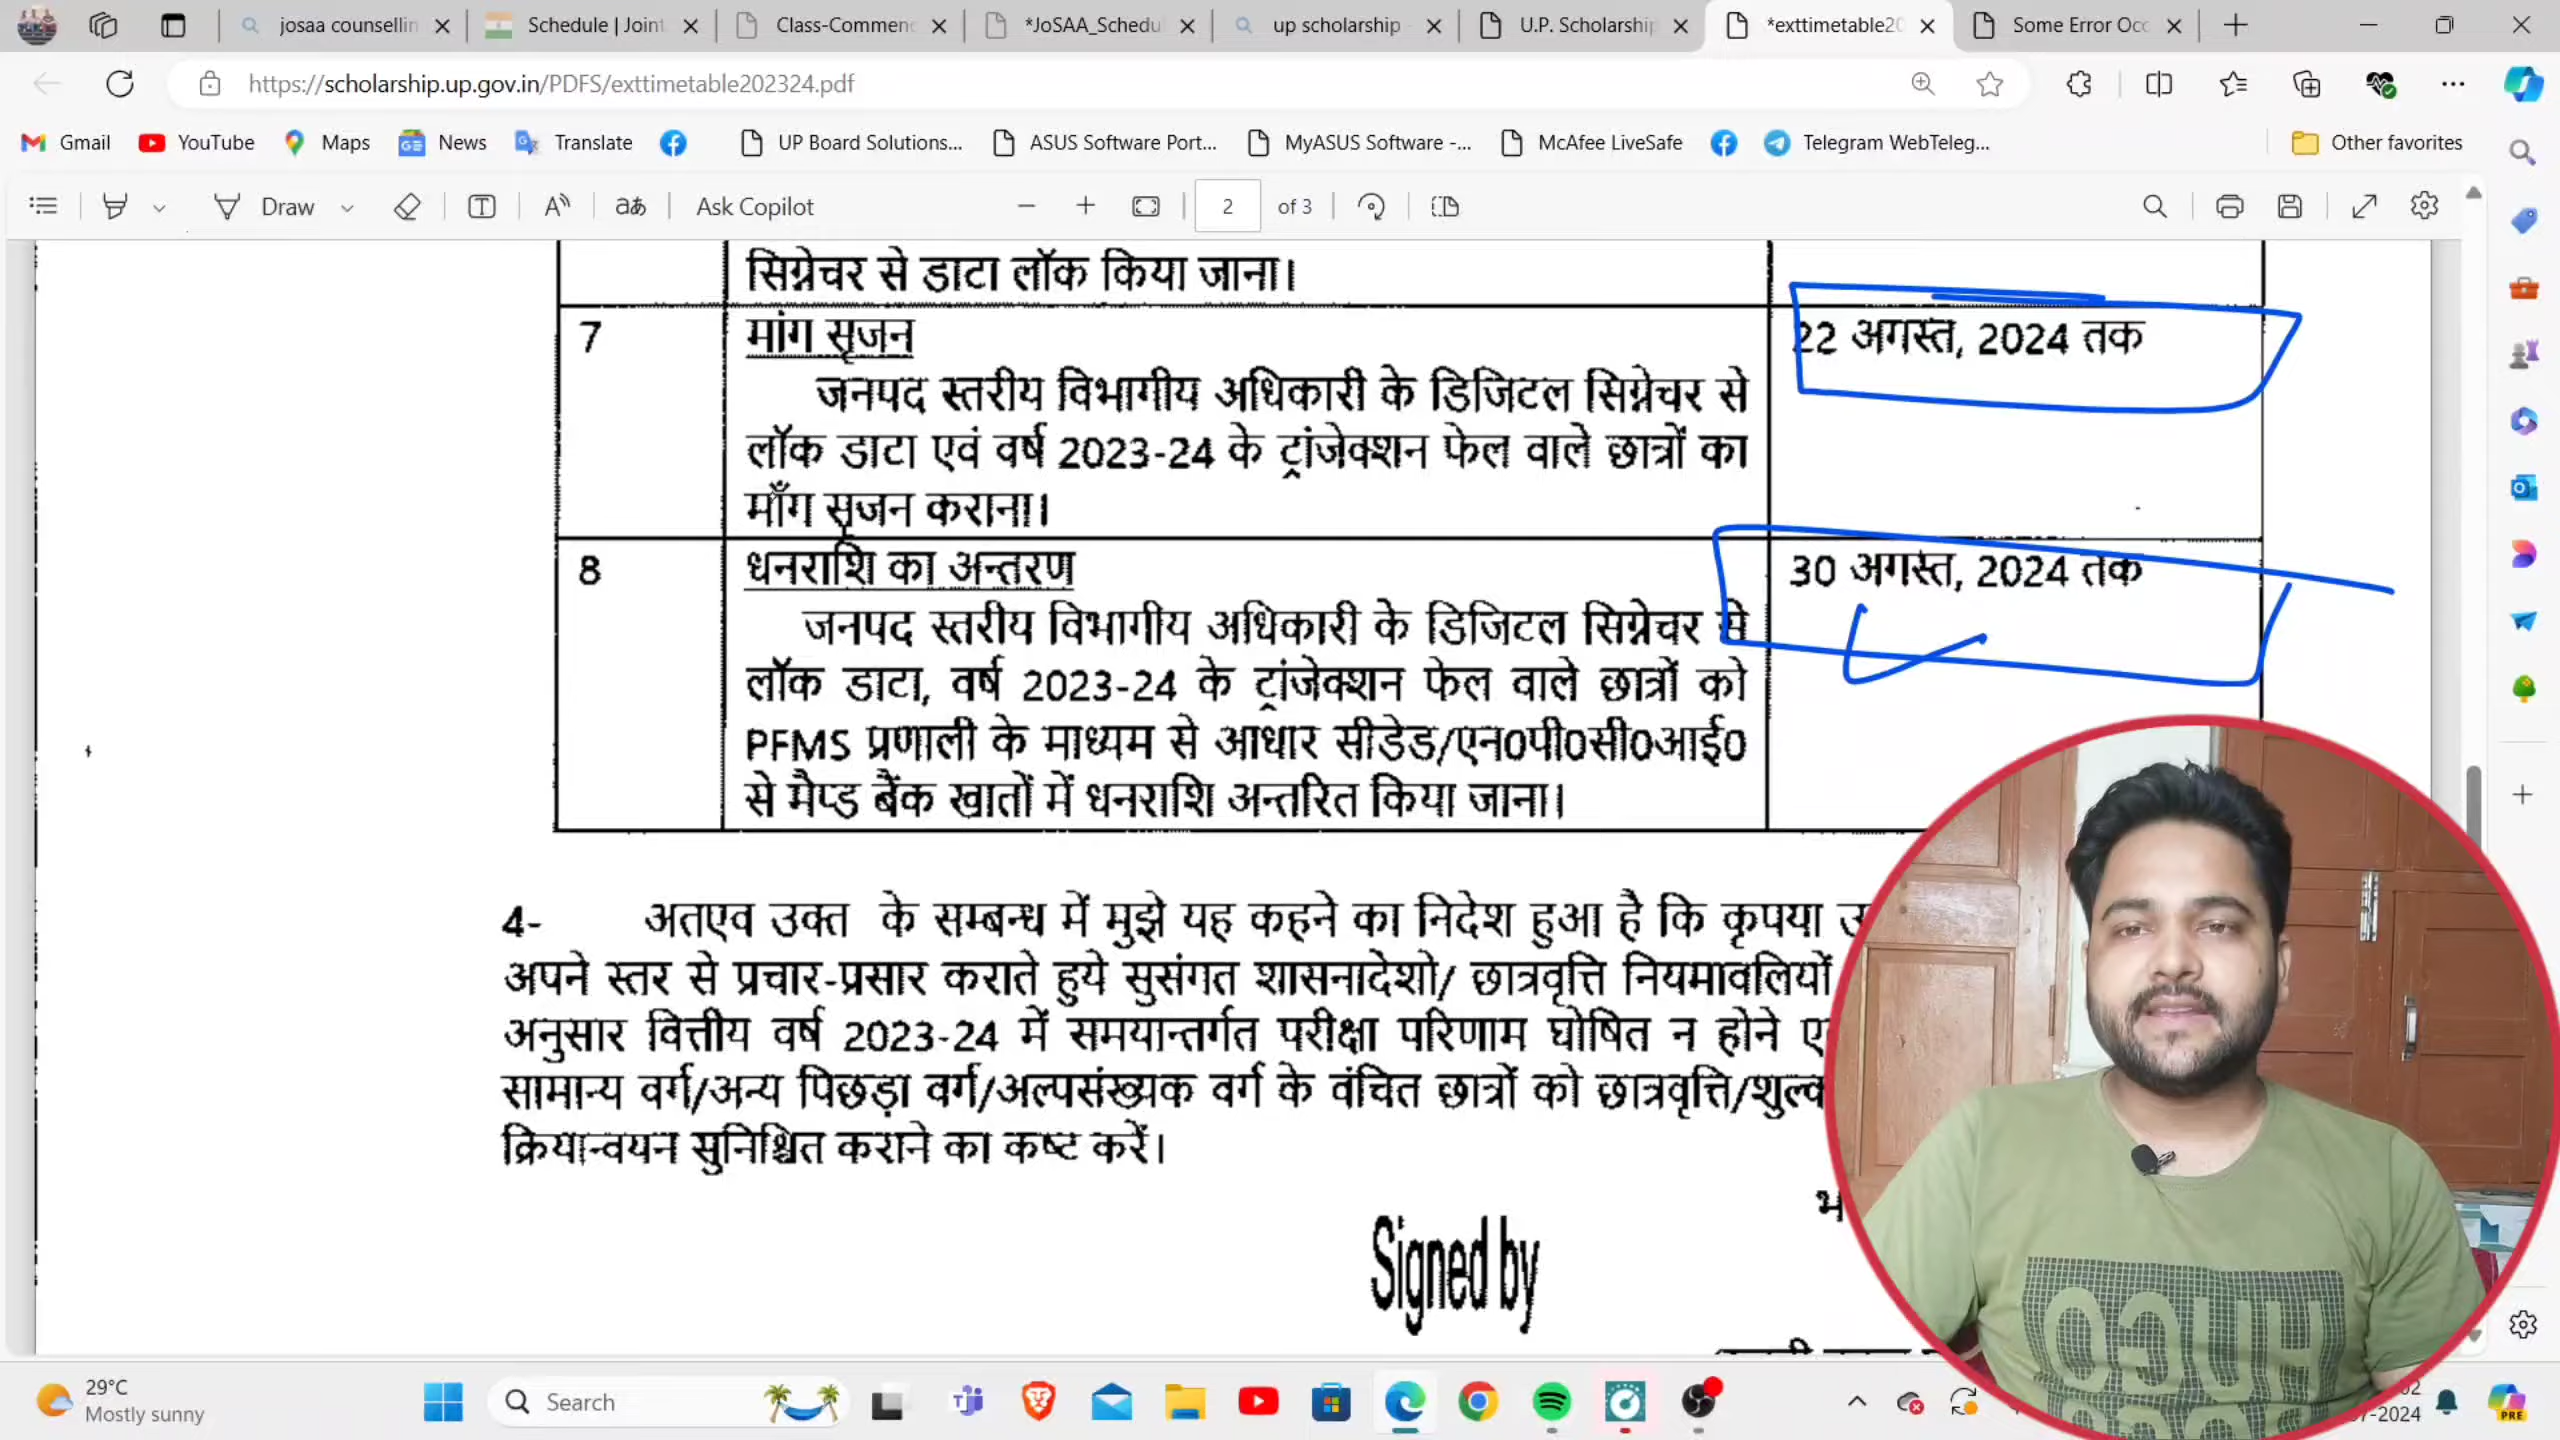 josaa counsellin
Schedule | Joint
Class-Commenc
*JoSAA_Schedul
up scholarship
U.P. Scholarship
*exttimetable20
Some Error Occ
https://scholarship.up.gov.in/PDFS/exttimetable202324.pdf
Gmail
YouTube
Maps
News
Translate
UP Board Solutions...
ASUS Software Port...
MyASUS Software -...
McAfee LiveSafe
Telegram WebTeleg...
Other favorites
Draw
Ask Copilot
2 of 3
सिग्नेचर से डाटा लॉक किया जाना।
7
मांग सृजन
22 अगस्त, 2024 तक
जनपद स्तरीय विभागीय अधिकारी के डिजिटल सिग्नेचर से
लॉक डाटा एवं वर्ष 2023-24 के ट्रांजेक्शन फेल वाले छात्रों का
माँग सृजन कराना।
8
धनराशि का अन्तरण
30 अगस्त, 2024 तक
जनपद स्तरीय विभागीय अधिकारी के डिजिटल सिग्नेचर से
लॉक डाटा, वर्ष 2023-24 के ट्रांजेक्शन फेल वाले छात्रों को
PFMS प्रणाली के माध्यम से आधार सीडेड/एन0पी0सी0आई0
से मैप्ड बैंक खातों में धनराशि अन्तरित किया जाना।
4- अतएव उक्त के सम्बन्ध में मुझे यह कहने का निदेश हुआ है कि कृपया उ
अपने स्तर से प्रचार-प्रसार कराते हुये सुसंगत शासनादेशो/ छात्रवृत्ति नियमावलियों
अनुसार वित्तीय वर्ष 2023-24 में समयान्तर्गत परीक्षा परिणाम घोषित न होने ए
सामान्य वर्ग/अन्य पिछड़ा वर्ग/अल्पसंख्यक वर्ग के वंचित छात्रों को छात्रवृत्ति/शुल्क
क्रियान्वयन सुनिश्चित कराने का कष्ट करें।
भ
Signed by
29°C
Mostly sunny
Search
-2024
PRE